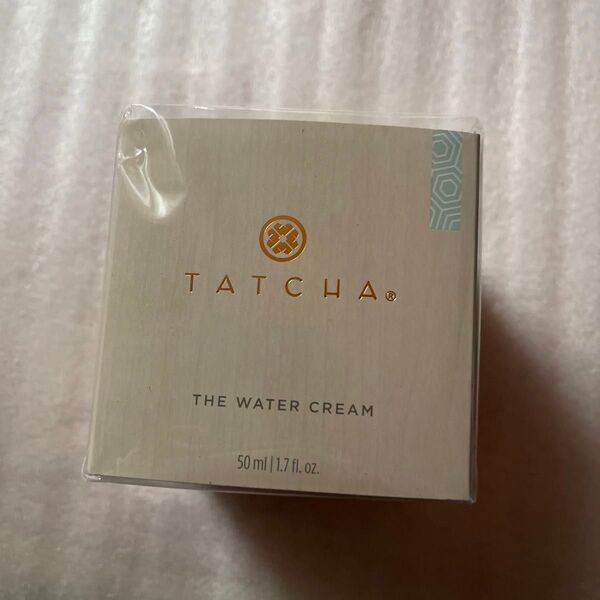 TATCHA®
THE WATER CREAM
50 ml | 1.7 fl. oz.